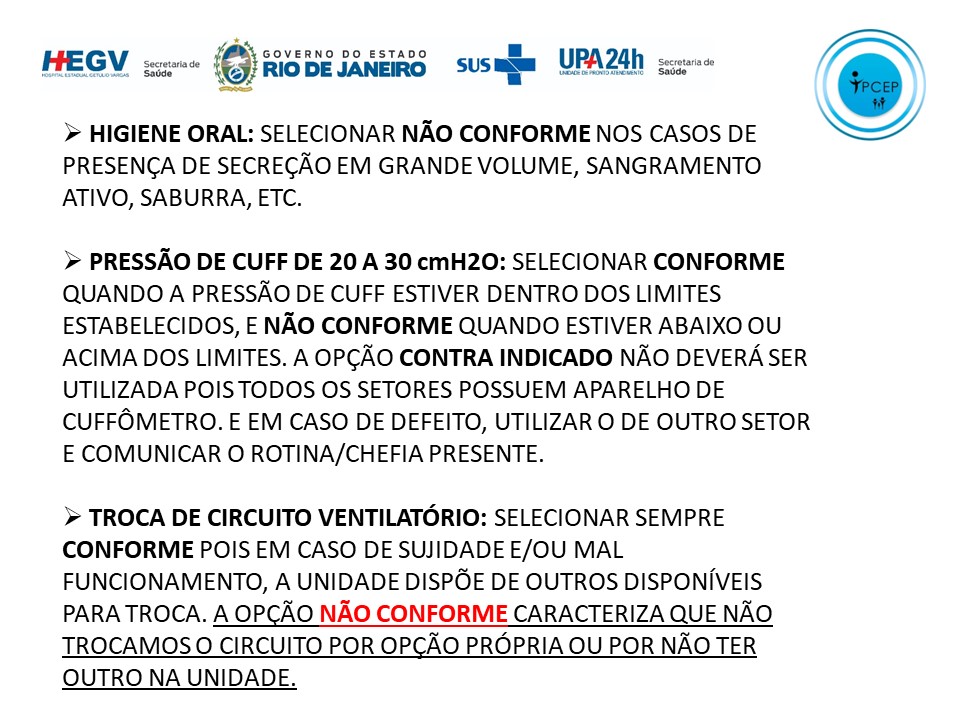 HEGV
HOSPITAL ESTADUAL GETÚLIO VARGAS
Secretaria de
Saúde
GOVERNO DO ESTADO
RIO DE JANEIRO
SUS
UPA24h
UNIDADE DE PRONTO ATENDIMENTO
Secretaria de
Saúde
PCEP
➢ HIGIENE ORAL: SELECIONAR NÃO CONFORME NOS CASOS DE
PRESENÇA DE SECREÇÃO EM GRANDE VOLUME, SANGRAMENTO
ATIVO, SABURRA, ETC.
➢ PRESSÃO DE CUFF DE 20 A 30 cmH2O: SELECIONAR CONFORME
QUANDO A PRESSÃO DE CUFF ESTIVER DENTRO DOS LIMITES
ESTABELECIDOS, E NÃO CONFORME QUANDO ESTIVER ABAIXO OU
ACIMA DOS LIMITES. A OPÇÃO CONTRA INDICADO NÃO DEVERÁ SER
UTILIZADA POIS TODOS OS SETORES POSSUEM APARELHO DE
CUFFÔMETRO. E EM CASO DE DEFEITO, UTILIZAR O DE OUTRO SETOR
E COMUNICAR O ROTINA/CHEFIA PRESENTE.
➢ TROCA DE CIRCUITO VENTILATÓRIO: SELECIONAR SEMPRE
CONFORME POIS EM CASO DE SUJIDADE E/OU MAL
FUNCIONAMENTO, A UNIDADE DISPÕE DE OUTROS DISPONÍVEIS
PARA TROCA. A OPÇÃO NÃO CONFORME CARACTERIZA QUE NÃO
TROCAMOS O CIRCUITO POR OPÇÃO PRÓPRIA OU POR NÃO TER
OUTRO NA UNIDADE.